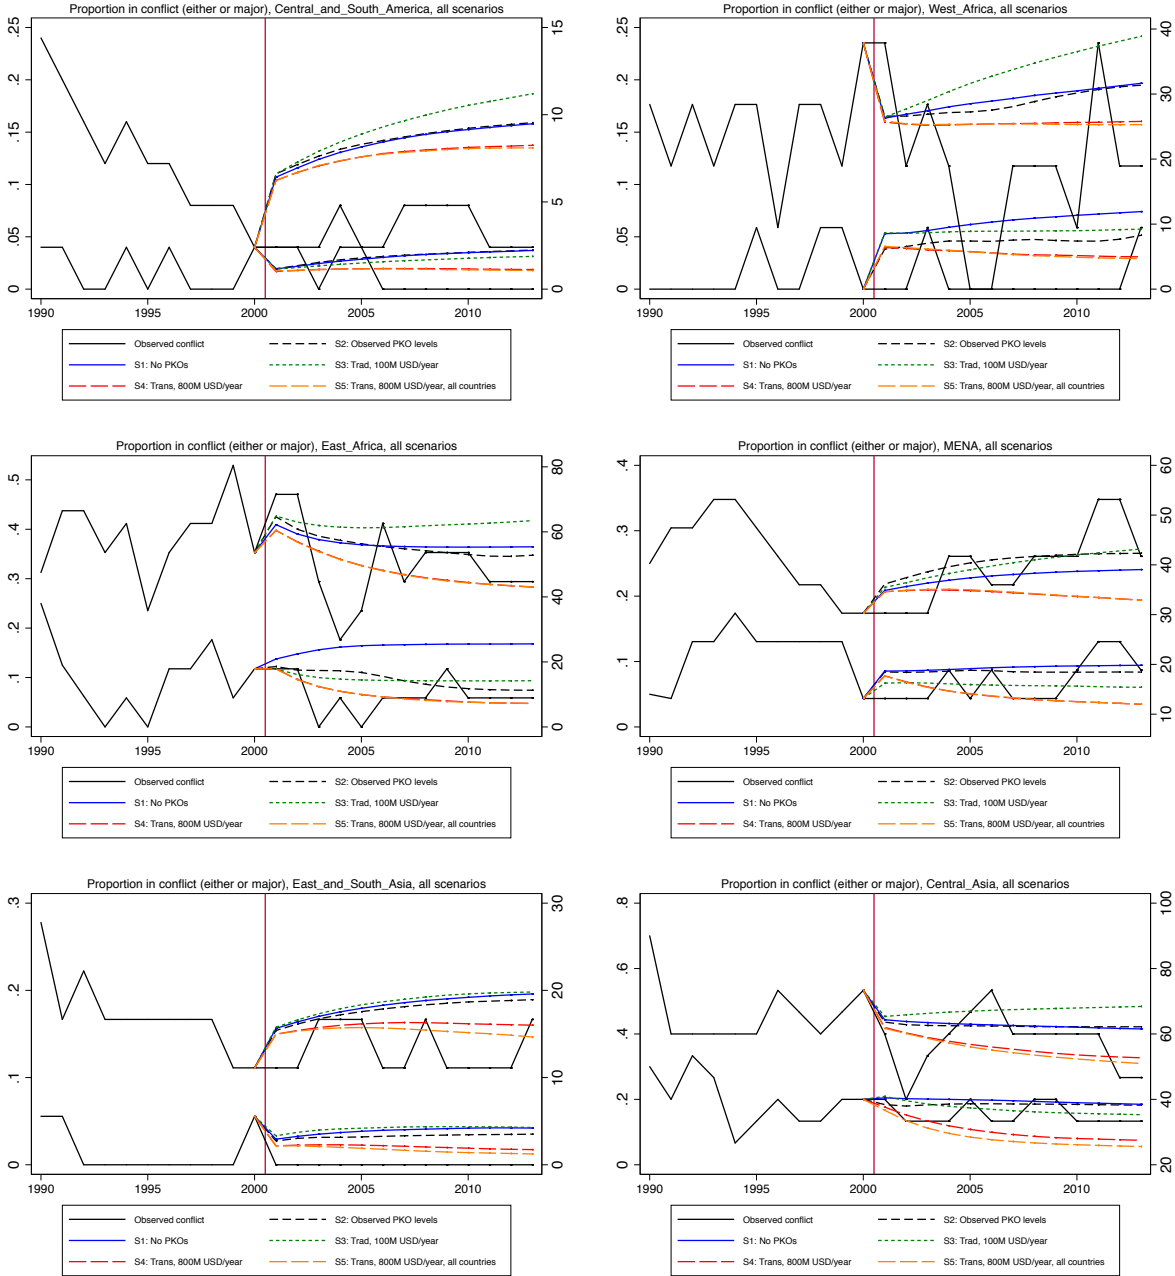 Proportion in conflict (either or major), Central_and_South_America, all scenarios
.25
.2
.15
.1
.05
0
15
10
5
0
1990 1995 2000 2005 2010
Observed conflict S2: Observed PKO levels
S1: No PKOs S3: Trad, 100M USD/year
S4: Trans, 800M USD/year S5: Trans, 800M USD/year, all countries
Proportion in conflict (either or major), West_Africa, all scenarios
.25
.2
.15
.1
.05
0
40
30
20
10
0
1990 1995 2000 2005 2010
Observed conflict S2: Observed PKO levels
S1: No PKOs S3: Trad, 100M USD/year
S4: Trans, 800M USD/year S5: Trans, 800M USD/year, all countries
Proportion in conflict (either or major), East_Africa, all scenarios
.5
.4
.3
.2
.1
0
80
60
40
20
0
1990 1995 2000 2005 2010
Observed conflict S2: Observed PKO levels
S1: No PKOs S3: Trad, 100M USD/year
S4: Trans, 800M USD/year S5: Trans, 800M USD/year, all countries
Proportion in conflict (either or major), MENA, all scenarios
.4
.3
.2
.1
0
60
50
40
30
20
10
1990 1995 2000 2005 2010
Observed conflict S2: Observed PKO levels
S1: No PKOs S3: Trad, 100M USD/year
S4: Trans, 800M USD/year S5: Trans, 800M USD/year, all countries
Proportion in conflict (either or major), East_and_South_Asia, all scenarios
.3
.2
.1
0
30
20
10
0
1990 1995 2000 2005 2010
Observed conflict S2: Observed PKO levels
S1: No PKOs S3: Trad, 100M USD/year
S4: Trans, 800M USD/year S5: Trans, 800M USD/year, all countries
Proportion in conflict (either or major), Central_Asia, all scenarios
.8
.6
.4
.2
0
100
80
60
40
20
1990 1995 2000 2005 2010
Observed conflict S2: Observed PKO levels
S1: No PKOs S3: Trad, 100M USD/year
S4: Trans, 800M USD/year S5: Trans, 800M USD/year, all countries